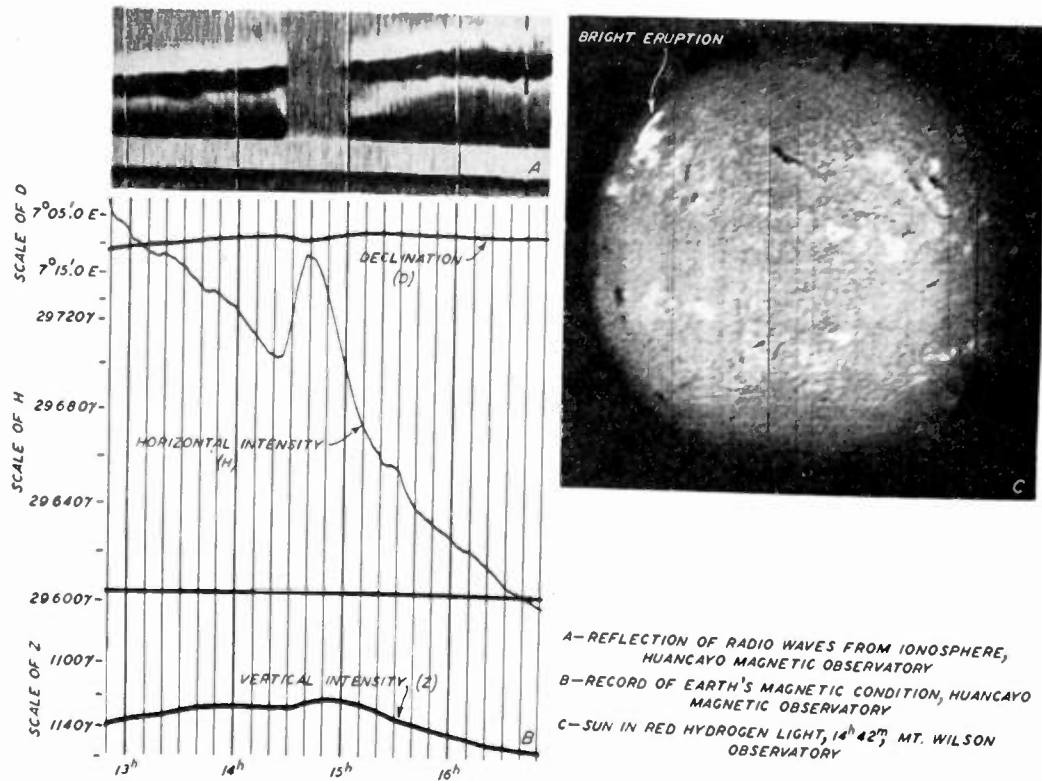 BRIGHT ERUPTION
A
SCALE OF D
7°05'.0 E-
7°15'.0 E-
DECLINATION
(D)
SCALE OF H
29720γ-
29680γ-
29640γ-
29600γ-
HORIZONTAL INTENSITY
(H)
SCALE OF Z
1100γ-
1140γ-
VERTICAL INTENSITY, (Z)
B
13ʰ 14ʰ 15ʰ 16ʰ
C
A—REFLECTION OF RADIO WAVES FROM IONOSPHERE,
HUANCAYO MAGNETIC OBSERVATORY
B—RECORD OF EARTH'S MAGNETIC CONDITION, HUANCAYO
MAGNETIC OBSERVATORY
C—SUN IN RED HYDROGEN LIGHT, 14ʰ 42ᵐ, MT. WILSON
OBSERVATORY